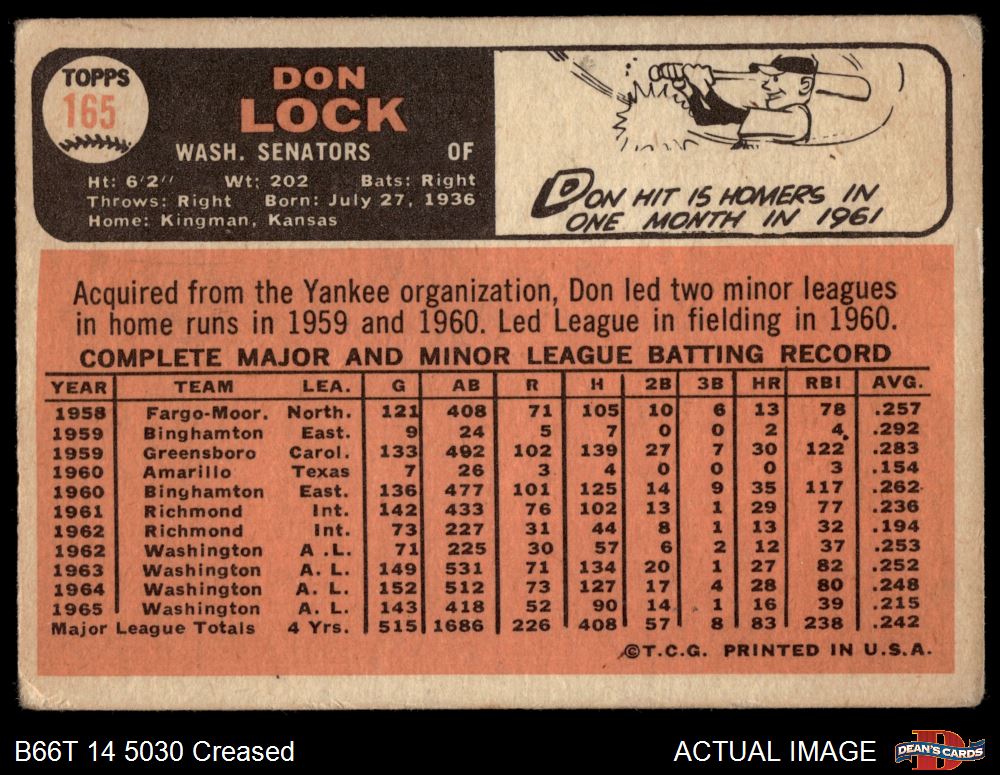 TOPPS
165
DON
LOCK
WASH. SENATORS OF
Ht: 6'2" Wt: 202 Bats: Right
Throws: Right Born: July 27, 1936
Home: Kingman, Kansas
DON HIT 15 HOMERS IN
ONE MONTH IN 1961
Acquired from the Yankee organization, Don led two minor leagues
in home runs in 1959 and 1960. Led League in fielding in 1960.
COMPLETE MAJOR AND MINOR LEAGUE BATTING RECORD
YEAR TEAM LEA. G AB R H 2B 3B HR RBI AVG.
1958 Fargo-Moor. North. 121 408 71 105 10 6 13 78 .257
1959 Binghamton East. 9 24 5 7 0 0 2 4 .292
1959 Greensboro Carol. 133 492 102 139 27 7 30 122 .283
1960 Amarillo Texas 7 26 3 4 0 0 0 3 .154
1960 Binghamton East. 136 477 101 125 14 9 35 117 .262
1961 Richmond Int. 142 433 76 102 13 1 29 77 .236
1962 Richmond Int. 73 227 31 44 8 1 13 32 .194
1962 Washington A .L. 71 225 30 57 6 2 12 37 .253
1963 Washington A. L. 149 531 71 134 20 1 27 82 .252
1964 Washington A. L. 152 512 73 127 17 4 28 80 .248
1965 Washington A. L. 143 418 52 90 14 1 16 39 .215
Major League Totals 4 Yrs. 515 1686 226 408 57 8 83 238 .242
©T.C.G. PRINTED IN U.S.A.
B66T 14 5030 Creased
ACTUAL IMAGE
D
DEAN'S CARDS